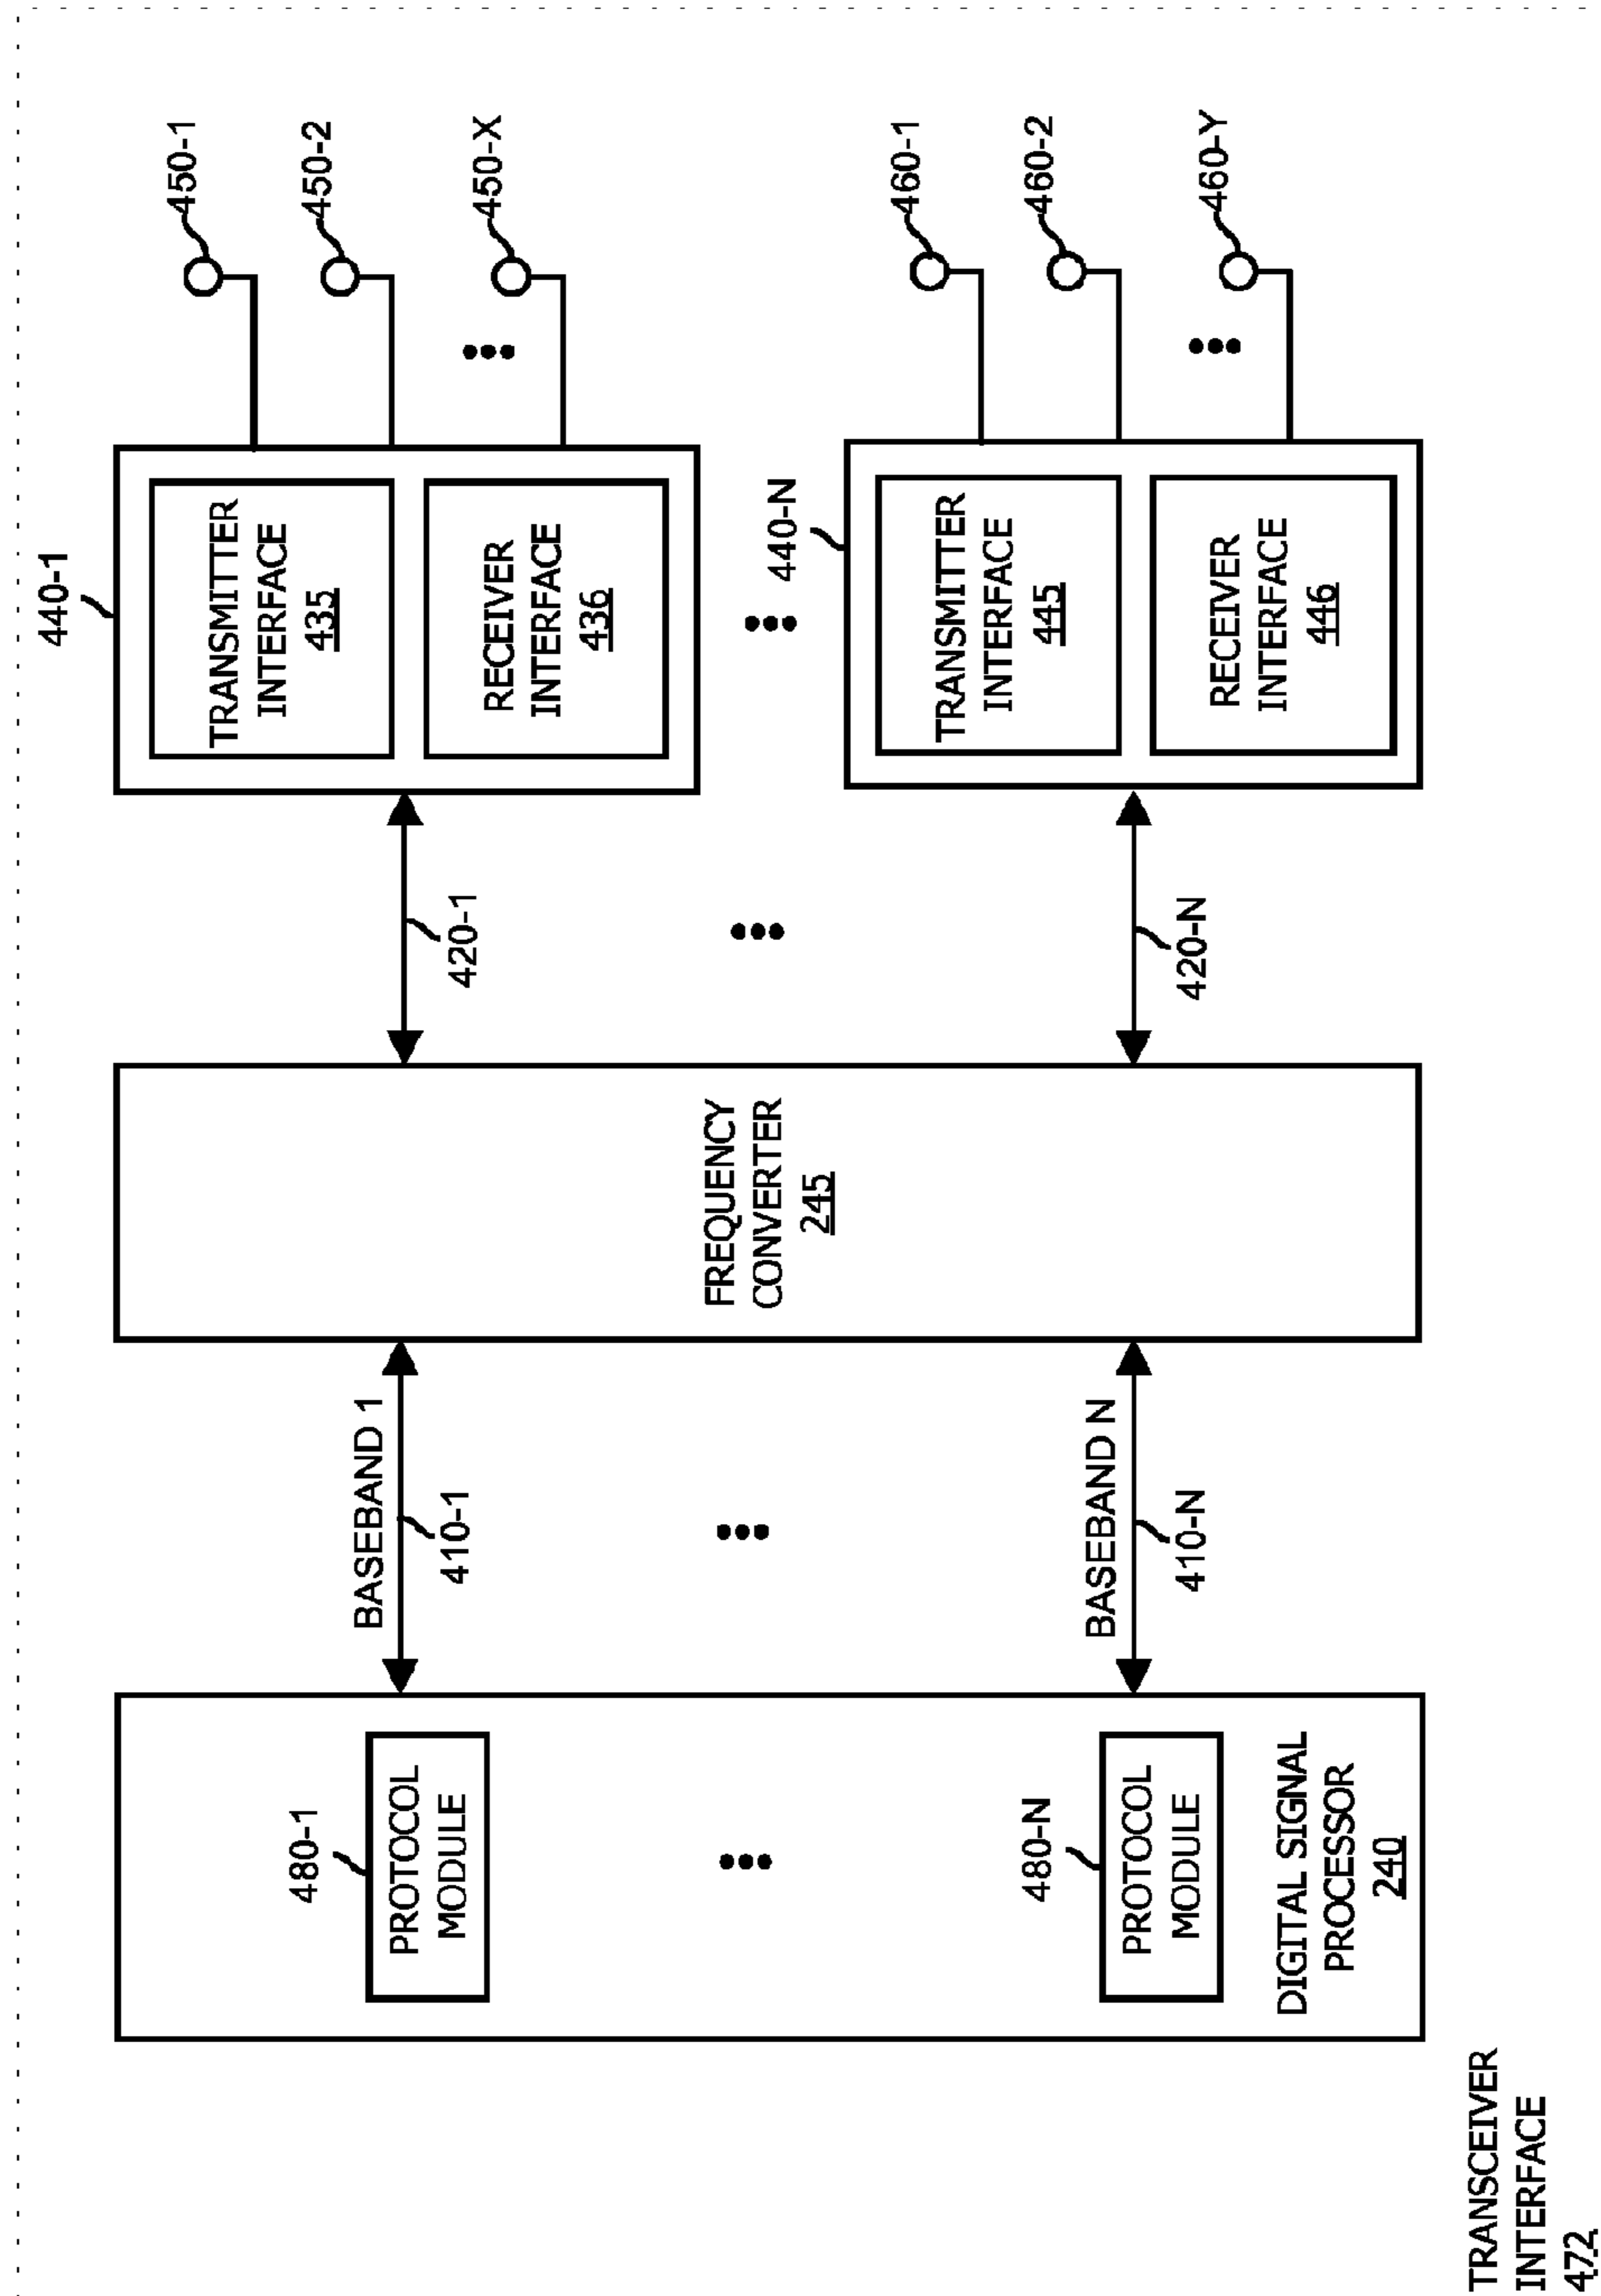 TRANSCEIVER
INTERFACE
472
480-1
PROTOCOL
MODULE
480-N
PROTOCOL
MODULE
DIGITAL SIGNAL
PROCESSOR
240
BASEBAND 1
410-1
BASEBAND N
410-N
FREQUENCY
CONVERTER
245
420-1
420-N
440-1
TRANSMITTER
INTERFACE
435
RECEIVER
INTERFACE
436
440-N
TRANSMITTER
INTERFACE
445
RECEIVER
INTERFACE
446
450-1
450-2
450-X
460-1
460-2
460-Y